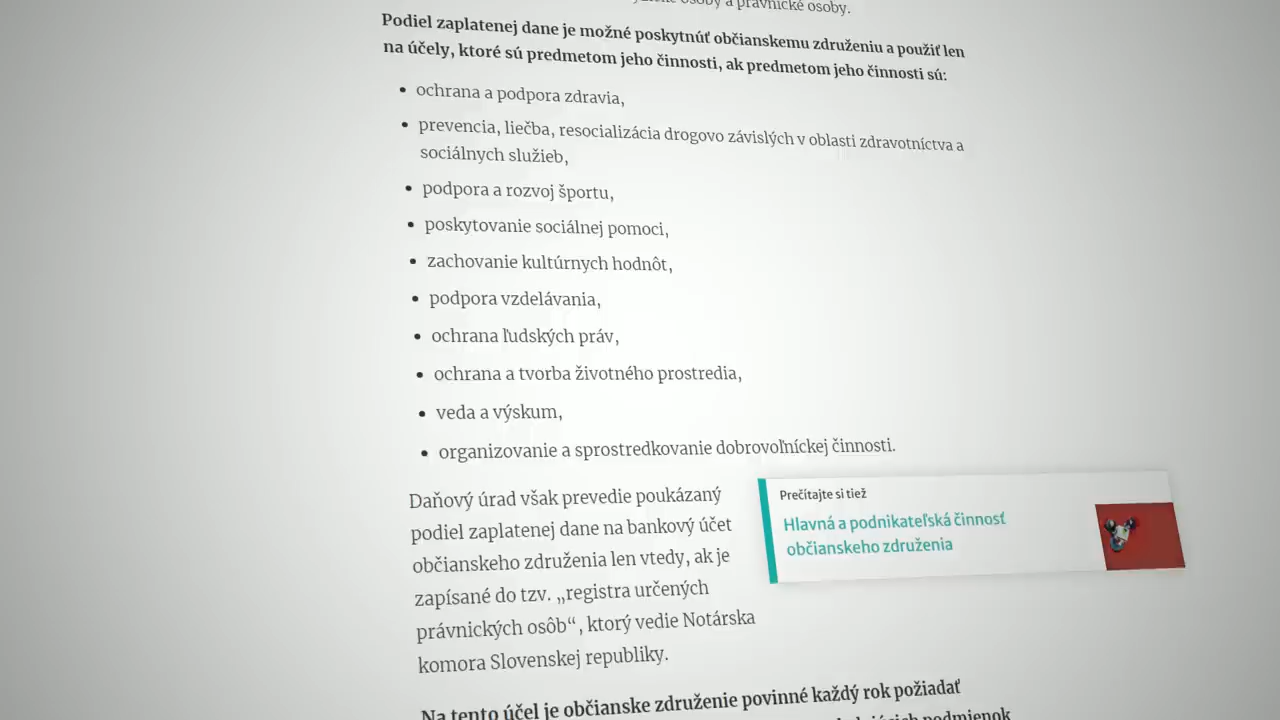 osoby a právnické osoby.
Podiel zaplatenej dane je možné poskytnúť občianskemu združeniu a použiť len
na účely, ktoré sú predmetom jeho činnosti, ak predmetom jeho činnosti sú:
• ochrana a podpora zdravia,
• prevencia, liečba, resocializácia drogovo závislých v oblasti zdravotníctva a
sociálnych služieb,
• podpora a rozvoj športu,
• poskytovanie sociálnej pomoci,
• zachovanie kultúrnych hodnôt,
• podpora vzdelávania,
• ochrana ľudských práv,
• ochrana a tvorba životného prostredia,
• veda a výskum,
• organizovanie a sprostredkovanie dobrovoľníckej činnosti.
Daňový úrad však prevedie poukázaný
podiel zaplatenej dane na bankový účet
občianskeho združenia len vtedy, ak je
zapísané do tzv. „registra určených
právnických osôb“, ktorý vedie Notárska
komora Slovenskej republiky.
Prečítajte si tiež
Hlavná a podnikateľská činnosť
občianskeho združenia
Na tento účel je občianske združenie povinné každý rok požiadať
podmienok